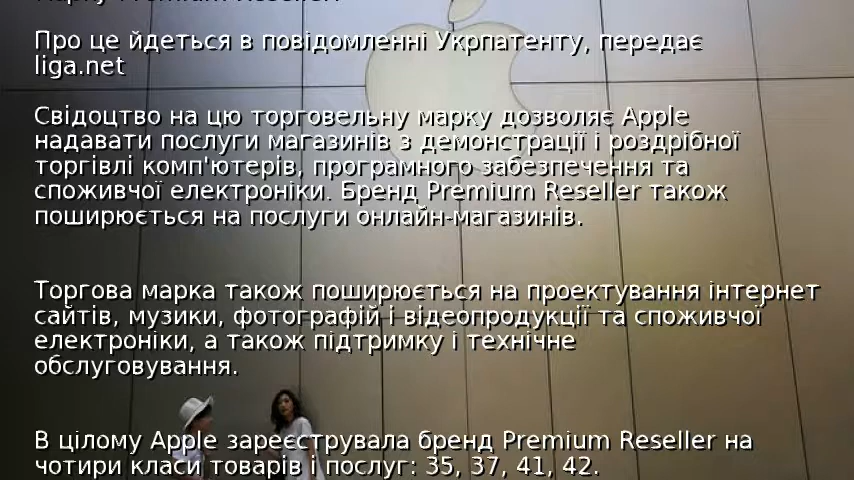 Про це йдеться в повідомленні Укрпатенту, передає
liga.net
Свідоцтво на цю торговельну марку дозволяє Apple
надавати послуги магазинів з демонстрації і роздрібної
торгівлі комп'ютерів, програмного забезпечення та
споживчої електроніки. Бренд Premium Reseller також
поширюється на послуги онлайн-магазинів.
Торгова марка також поширюється на проектування інтернет
сайтів, музики, фотографій і відеопродукції та споживчої
електроніки, а також підтримку і технічне
обслуговування.
В цілому Apple зареєструвала бренд Premium Reseller на
чотири класи товарів і послуг: 35, 37, 41, 42.